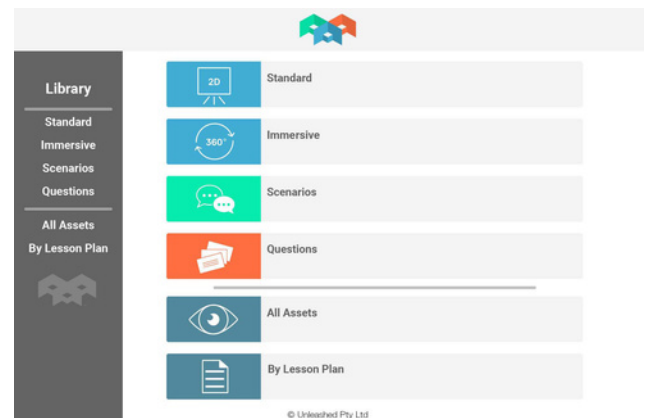 Library
Standard
Immersive
Scenarios
Questions
All Assets
By Lesson Plan
2D
Standard
360°
Immersive
Scenarios
Questions
All Assets
By Lesson Plan
© Unleashed Pty Ltd